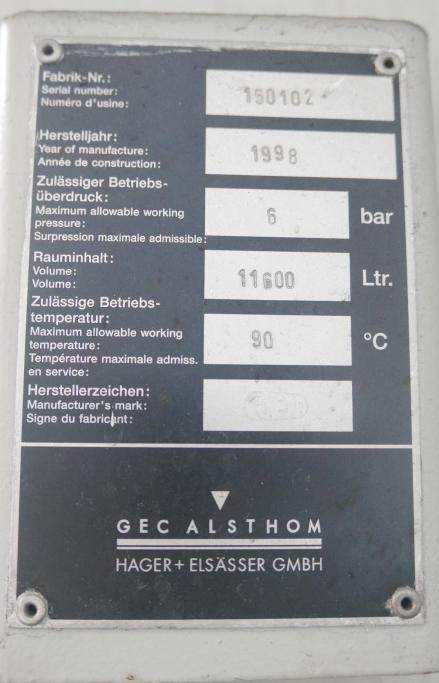 Fabrik-Nr.:
Serial number:
Numéro d'usine:
150102
Herstelljahr:
Year of manufacture:
Année de construction:
1998
Zulässiger Betriebs-
überdruck:
Maximum allowable working
pressure:
Surpression maximale admissible:
6
bar
Rauminhalt:
Volume:
Volume:
11600
Ltr.
Zulässige Betriebs-
temperatur:
Maximum allowable working
temperature:
Température maximale admiss.
en service:
90
°C
Herstellerzeichen:
Manufacturer's mark:
Signe du fabricant:
GEC ALSTHOM
HAGER+ ELSÄSSER GMBH